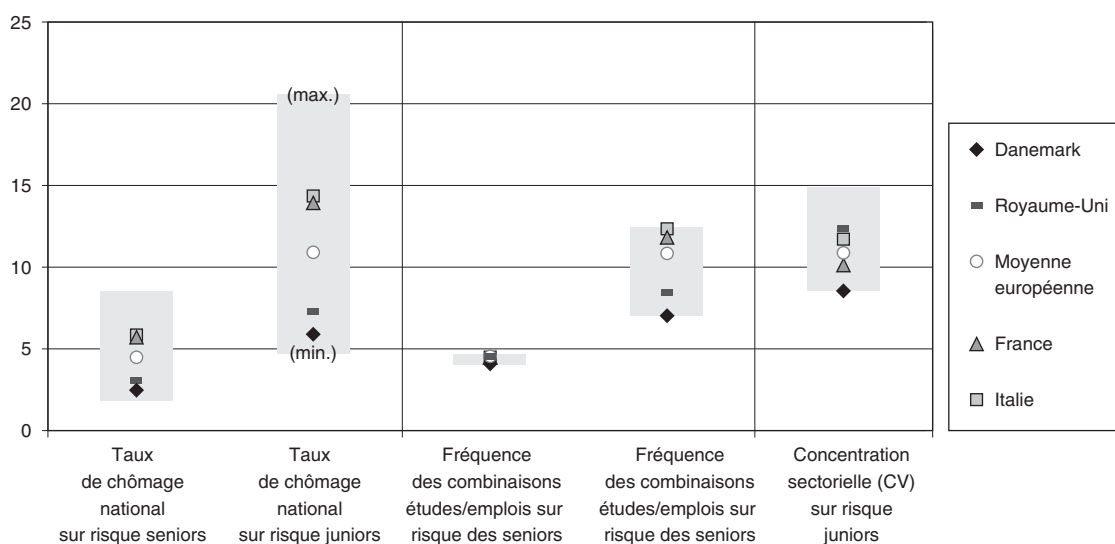 25
20
15
10
5
0
(max.)
(min.)
Taux
de chômage
national
sur risque seniors
Taux
de chômage
national
sur risque juniors
Fréquence
des combinaisons
études/emplois sur
risque des seniors
Fréquence
des combinaisons
études/emplois sur
risque des seniors
Concentration
sectorielle (CV)
sur risque
juniors
Danemark
Royaume-Uni
Moyenne
européenne
France
Italie